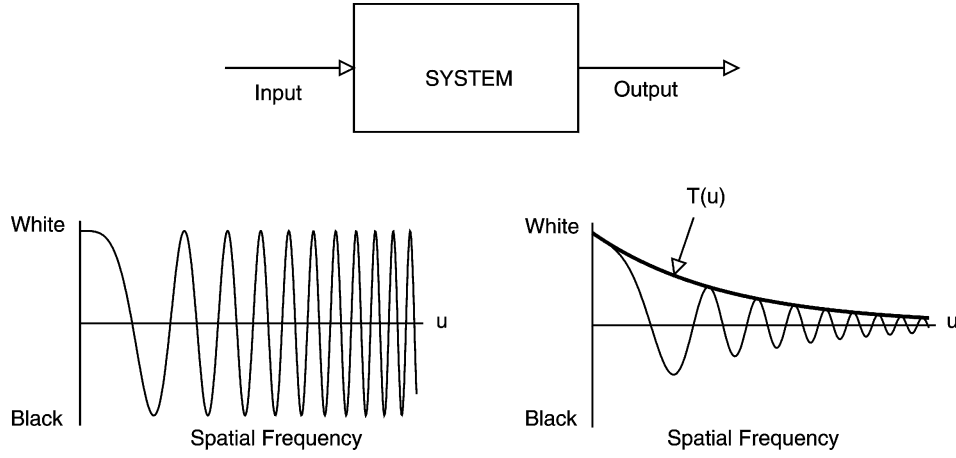 SYSTEM
Input
Output
White
u
Black
Spatial Frequency
T(u)
White
u
Black
Spatial Frequency